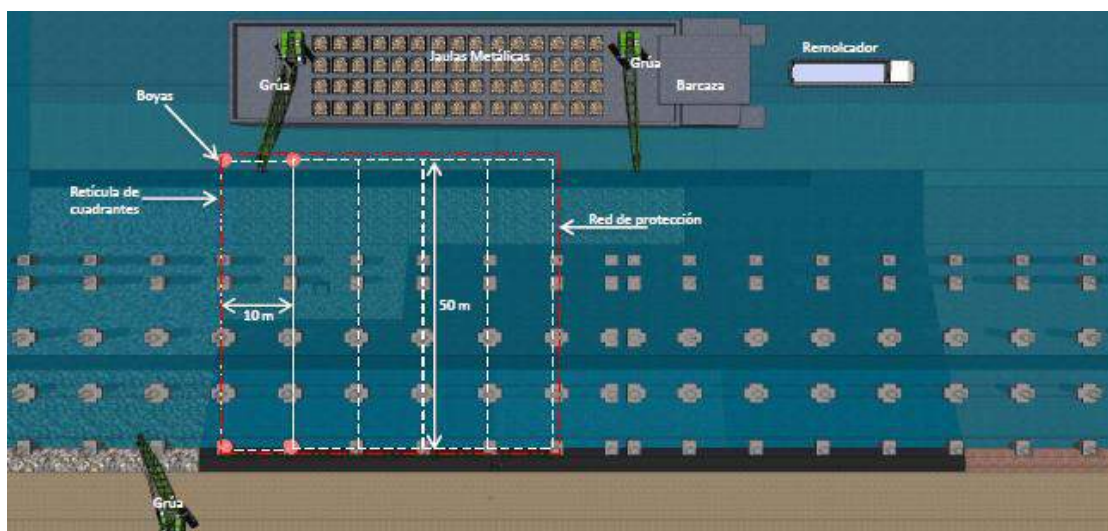 Remolcador
Jaulas Metálicas
Grúa
Grúa
Barcaza
Boyas
Retícula de
cuadrantes
Red de protección
10 m
50 m
Grúa